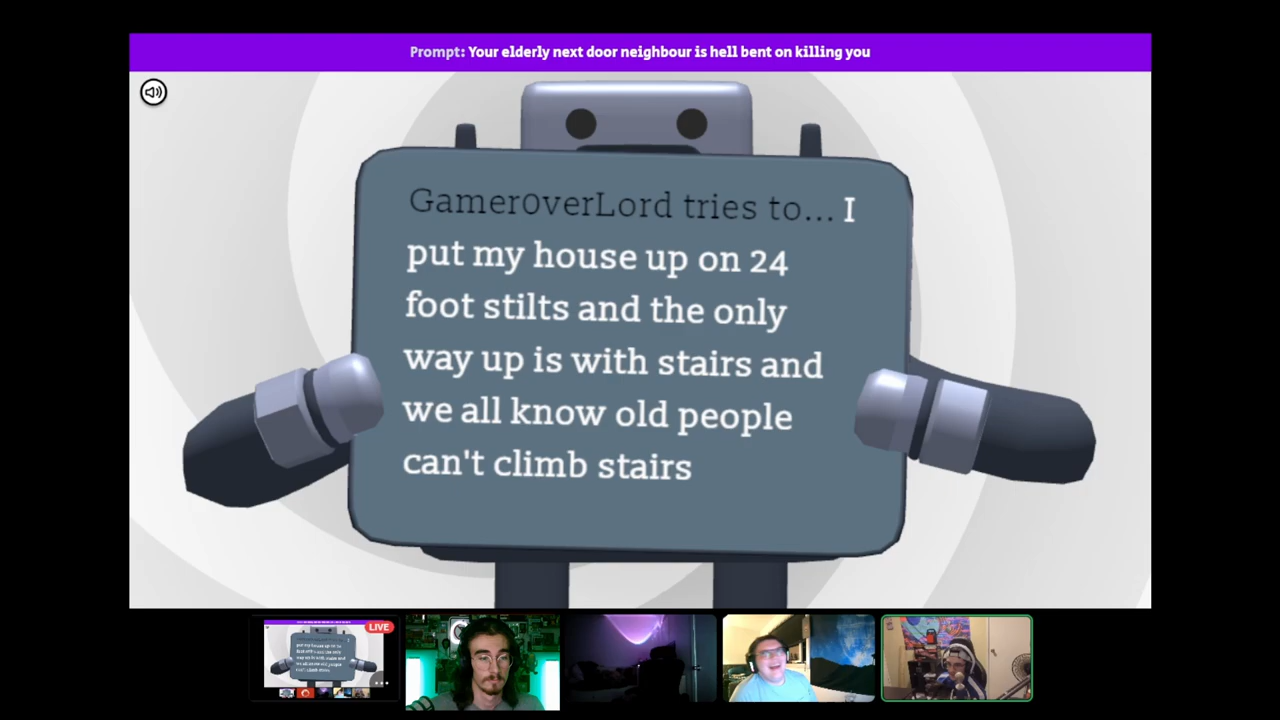 Prompt: Your elderly next door neighbour is hell bent on killing you
Gamer0verLord tries to... I
put my house up on 24
foot stilts and the only
way up is with stairs and
we all know old people
can't climb stairs
LIVE